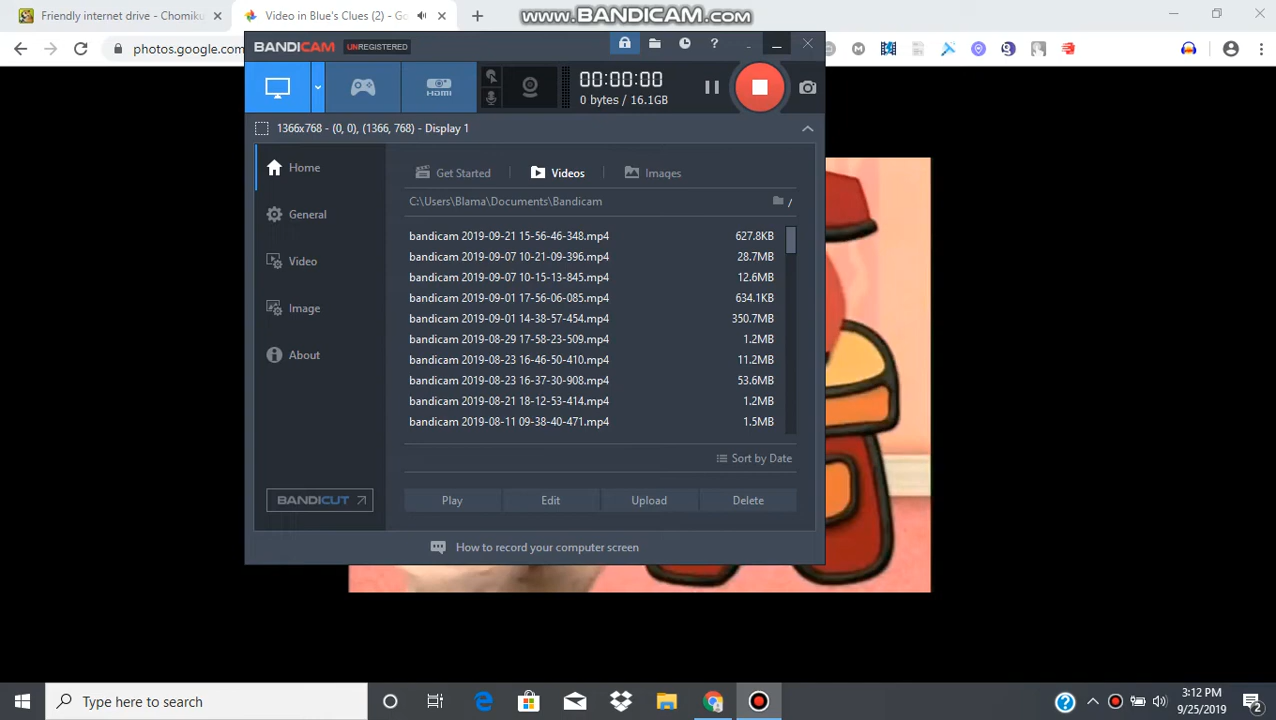 Friendly internet drive - Chomiku
Video in Blue's Clues (2) - Go
www.BANDICAM.com
photos.google.com
BANDICAM
UNREGISTERED
HDMI
00:00:00
0 bytes / 16.1GB
1366x768 - (0, 0), (1366, 768) - Display 1
Home
General
Video
Image
About
BANDICUT
Get Started
Videos
Images
C:\Users\Blama\Documents\Bandicam
/
bandicam 2019-09-21 15-56-46-348.mp4 627.8KB
bandicam 2019-09-07 10-21-09-396.mp4 28.7MB
bandicam 2019-09-07 10-15-13-845.mp4 12.6MB
bandicam 2019-09-01 17-56-06-085.mp4 634.1KB
bandicam 2019-09-01 14-38-57-454.mp4 350.7MB
bandicam 2019-08-29 17-58-23-509.mp4 1.2MB
bandicam 2019-08-23 16-46-50-410.mp4 11.2MB
bandicam 2019-08-23 16-37-30-908.mp4 53.6MB
bandicam 2019-08-21 18-12-53-414.mp4 1.2MB
bandicam 2019-08-11 09-38-40-471.mp4 1.5MB
Sort by Date
Play Edit Upload Delete
How to record your computer screen
Type here to search
3:12 PM
9/25/2019
2